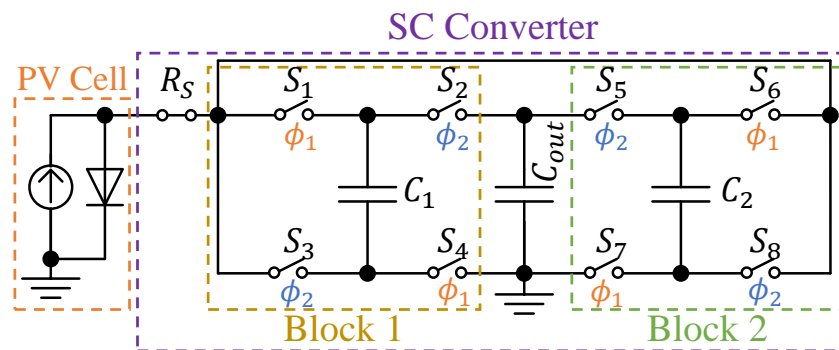 SC Converter
PV Cell
R_S
S_1
S_2
S_5
S_6
ϕ_1
ϕ_2
ϕ_2
ϕ_1
C_1
C_out
C_2
S_3
S_4
S_7
S_8
ϕ_2
ϕ_1
ϕ_1
ϕ_2
Block 1
Block 2